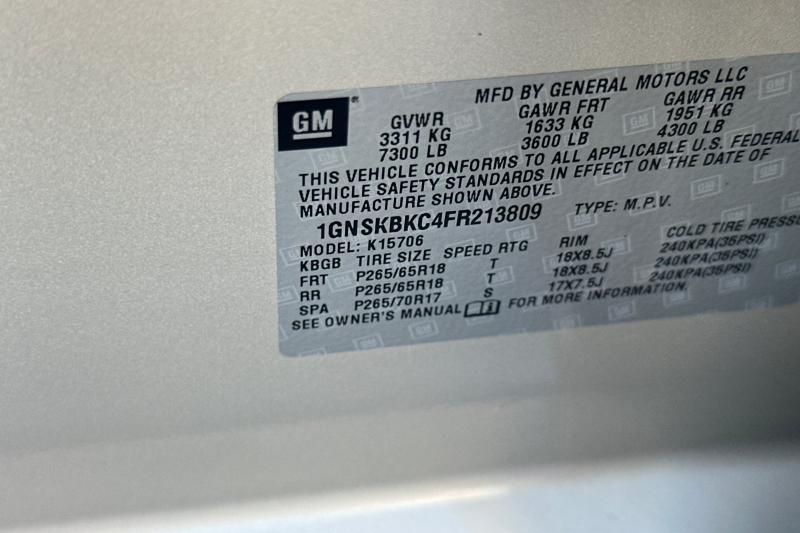 GM
MFD BY GENERAL MOTORS LLC
GVWR GAWR FRT GAWR RR
3311 KG 1633 KG 1951 KG
7300 LB 3600 LB 4300 LB
THIS VEHICLE CONFORMS TO ALL APPLICABLE U.S. FEDERAL
VEHICLE SAFETY STANDARDS IN EFFECT ON THE DATE OF
MANUFACTURE SHOWN ABOVE.
1GNSKBKC4FR213809 TYPE: M.P.V.
MODEL: K15706
KBGB TIRE SIZE SPEED RTG RIM COLD TIRE PRESSU
FRT P265/65R18 T 18X8.5J 240KPA(35PSI)
RR P265/65R18 T 18X8.5J 240KPA(35PSI)
SPA P265/70R17 S 17X7.5J 240KPA(35PSI)
SEE OWNER'S MANUAL FOR MORE INFORMATION.